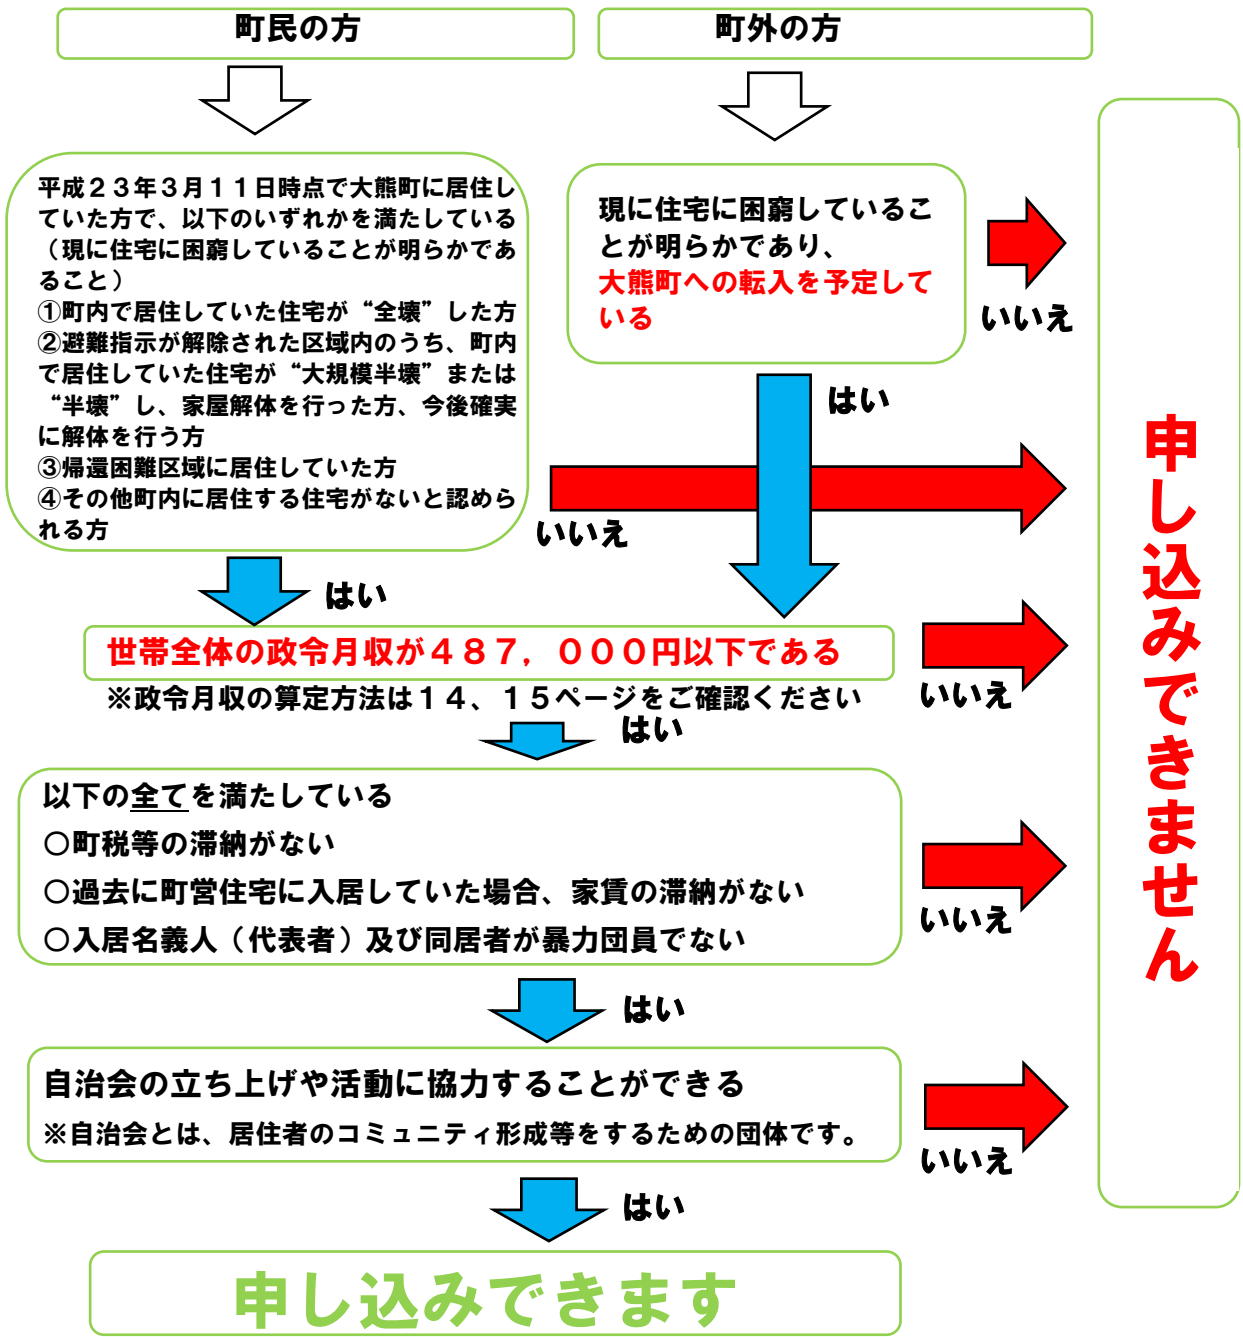 町民の方
町外の方
平成２３年３月１１日時点で大熊町に居住し
ていた方で、以下のいずれかを満たしている
（現に住宅に困窮していることが明らかであ
ること）
①町内で居住していた住宅が“全壊”した方
②避難指示が解除された区域内のうち、町内
で居住していた住宅が“大規模半壊”または
“半壊”し、家屋解体を行った方、今後確実
に解体を行う方
③帰還困難区域に居住していた方
④その他町内に居住する住宅がないと認めら
れる方
現に住宅に困窮しているこ
とが明らかであり、
大熊町への転入を予定して
いる
いいえ
はい
いいえ
はい
世帯全体の政令月収が４８７，０００円以下である
※政令月収の算定方法は１４、１５ページをご確認ください
いいえ
はい
以下の全てを満たしている
○町税等の滞納がない
○過去に町営住宅に入居していた場合、家賃の滞納がない
○入居名義人（代表者）及び同居者が暴力団員でない
いいえ
はい
自治会の立ち上げや活動に協力することができる
※自治会とは、居住者のコミュニティ形成等をするための団体です。
いいえ
はい
申し込みできます
申し込みできません